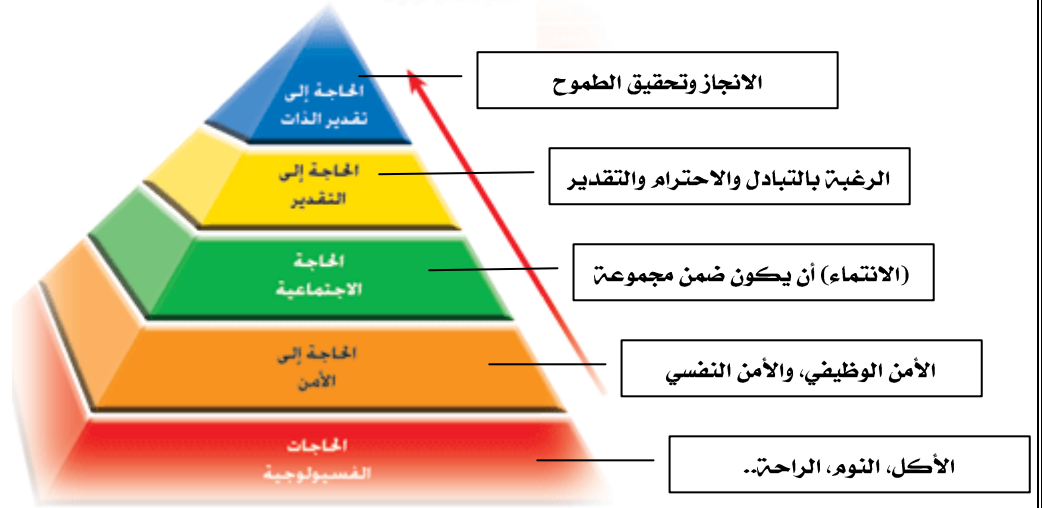 الحاجة إلى
تقدير الذات
الانجاز وتحقيق الطموح
الحاجة إلى
التقدير
الرغبة بالتبادل والاحترام والتقدير
الحاجة
الاجتماعية
(الانتماء) أن يكون ضمن مجموعة
الحاجة إلى
الأمن
الأمن الوظيفي، والأمن النفسي
الحاجات
الفسيولوجية
الأكل، النوم، الراحة..